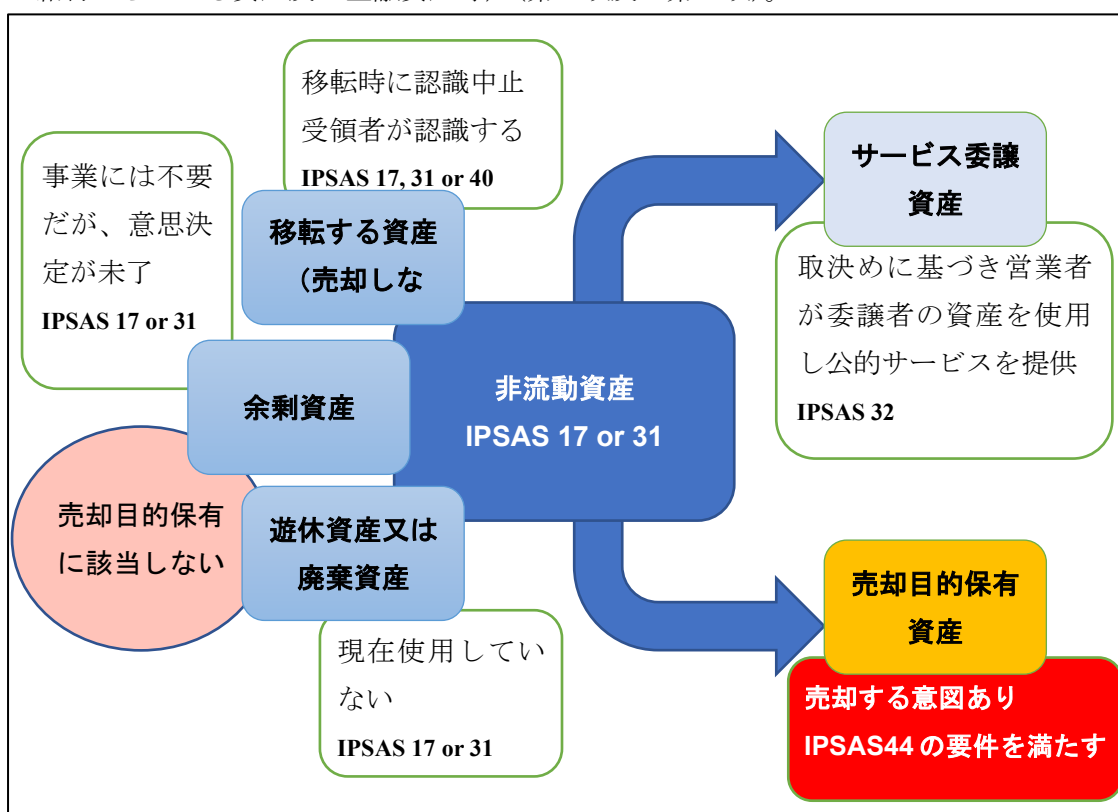 移転時に認識中止
受領者が認識する
IPSAS 17, 31 or 40
事業には不要
だが、意思決
定が未了
IPSAS 17 or 31
移転する資産
（売却しな
余剰資産
売却目的保有
に該当しない
遊休資産又は
廃棄資産
現在使用してい
ない
IPSAS 17 or 31
非流動資産
IPSAS 17 or 31
サービス委譲
資産
取決めに基づき営業者
が委譲者の資産を使用
し公的サービスを提供
IPSAS 32
売却目的保有
資産
売却する意図あり
IPSAS44 の要件を満たす